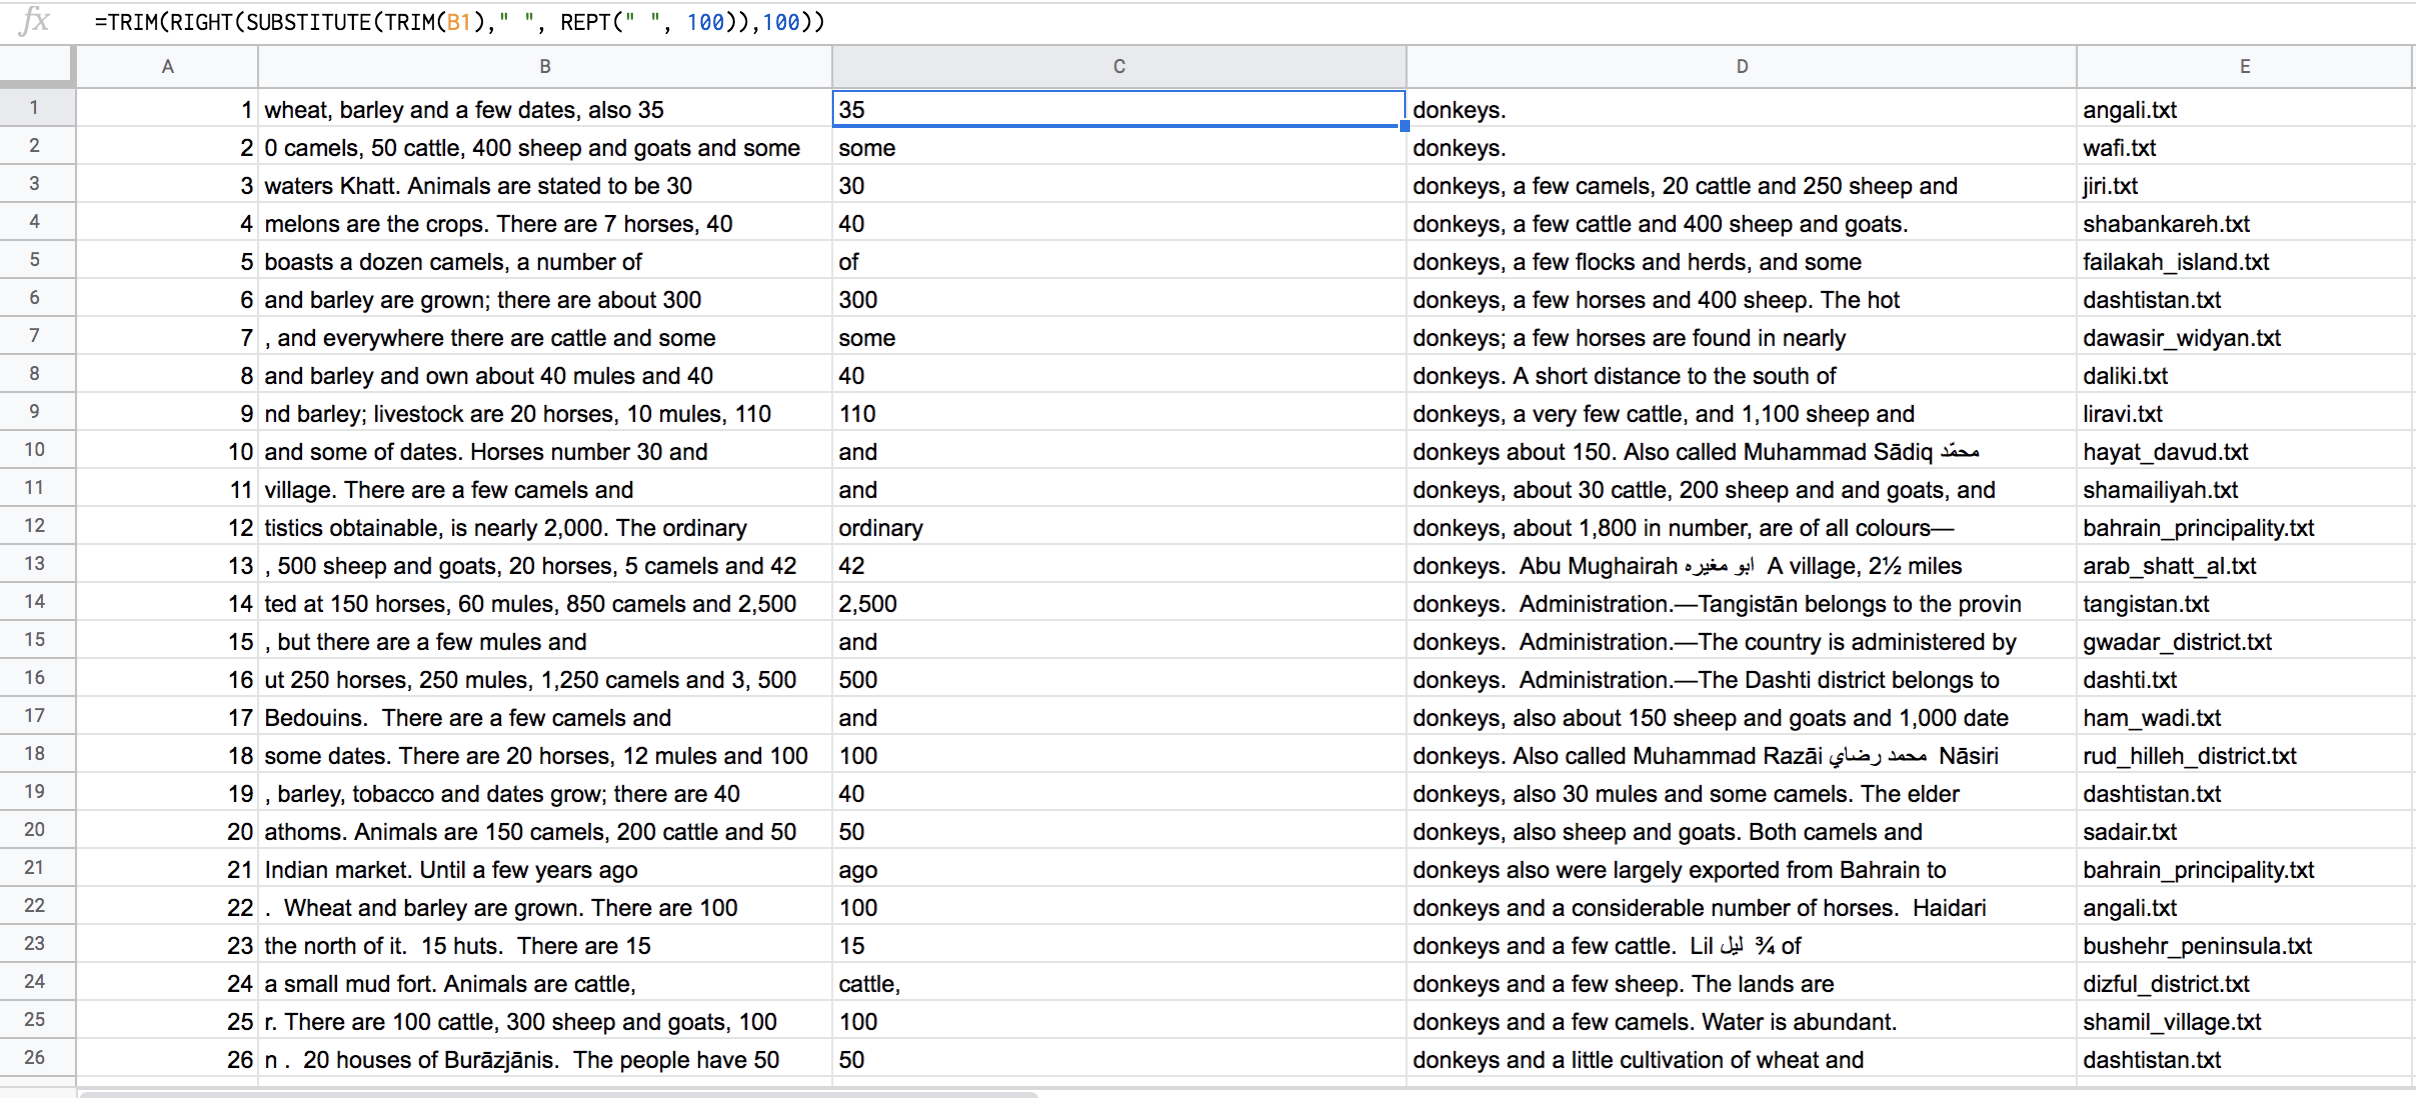 fx =TRIM(RIGHT(SUBSTITUTE(TRIM(B1)," ", REPT(" ", 100)),100))
A B C D E
1 1 wheat, barley and a few dates, also 35 35 donkeys. angali.txt
2 2 0 camels, 50 cattle, 400 sheep and goats and some some donkeys. wafi.txt
3 3 waters Khatt. Animals are stated to be 30 30 donkeys, a few camels, 20 cattle and 250 sheep and jiri.txt
4 4 melons are the crops. There are 7 horses, 40 40 donkeys, a few cattle and 400 sheep and goats. shabankareh.txt
5 5 boasts a dozen camels, a number of of donkeys, a few flocks and herds, and some failakah_island.txt
6 6 and barley are grown; there are about 300 300 donkeys, a few horses and 400 sheep. The hot dashtistan.txt
7 7 , and everywhere there are cattle and some some donkeys; a few horses are found in nearly dawasir_widyan.txt
8 8 and barley and own about 40 mules and 40 40 donkeys. A short distance to the south of daliki.txt
9 9 nd barley; livestock are 20 horses, 10 mules, 110 110 donkeys, a very few cattle, and 1,100 sheep and liravi.txt
10 10 and some of dates. Horses number 30 and and donkeys about 150. Also called Muhammad Sādiq محمّد hayat_davud.txt
11 11 village. There are a few camels and and donkeys, about 30 cattle, 200 sheep and and goats, and shamailiyah.txt
12 12 tistics obtainable, is nearly 2,000. The ordinary ordinary donkeys, about 1,800 in number, are of all colours— bahrain_principality.txt
13 13 , 500 sheep and goats, 20 horses, 5 camels and 42 42 donkeys.  Abu Mughairah ابو مغيره  A village, 2½ miles arab_shatt_al.txt
14 14 ted at 150 horses, 60 mules, 850 camels and 2,500 2,500 donkeys.  Administration.—Tangistān belongs to the provin tangistan.txt
15 15 , but there are a few mules and and donkeys.  Administration.—The country is administered by gwadar_district.txt
16 16 ut 250 horses, 250 mules, 1,250 camels and 3, 500 500 donkeys.  Administration.—The Dashti district belongs to dashti.txt
17 17 Bedouins.  There are a few camels and and donkeys, also about 150 sheep and goats and 1,000 date ham_wadi.txt
18 18 some dates. There are 20 horses, 12 mules and 100 100 donkeys. Also called Muhammad Razāi محمد رضاي  Nāsiri rud_hilleh_district.txt
19 19 , barley, tobacco and dates grow; there are 40 40 donkeys, also 30 mules and some camels. The elder dashtistan.txt
20 20 athoms. Animals are 150 camels, 200 cattle and 50 50 donkeys, also sheep and goats. Both camels and sadair.txt
21 21 Indian market. Until a few years ago ago donkeys also were largely exported from Bahrain to bahrain_principality.txt
22 22 .  Wheat and barley are grown. There are 100 100 donkeys and a considerable number of horses.  Haidari angali.txt
23 23 the north of it.  15 huts.  There are 15 15 donkeys and a few cattle.  Lil ليل  ¾ of bushehr_peninsula.txt
24 24 a small mud fort. Animals are cattle, cattle, donkeys and a few sheep. The lands are dizful_district.txt
25 25 r. There are 100 cattle, 300 sheep and goats, 100 100 donkeys and a few camels. Water is abundant. shamil_village.txt
26 26 n .  20 houses of Burāzjānis.  The people have 50 50 donkeys and a little cultivation of wheat and dashtistan.txt